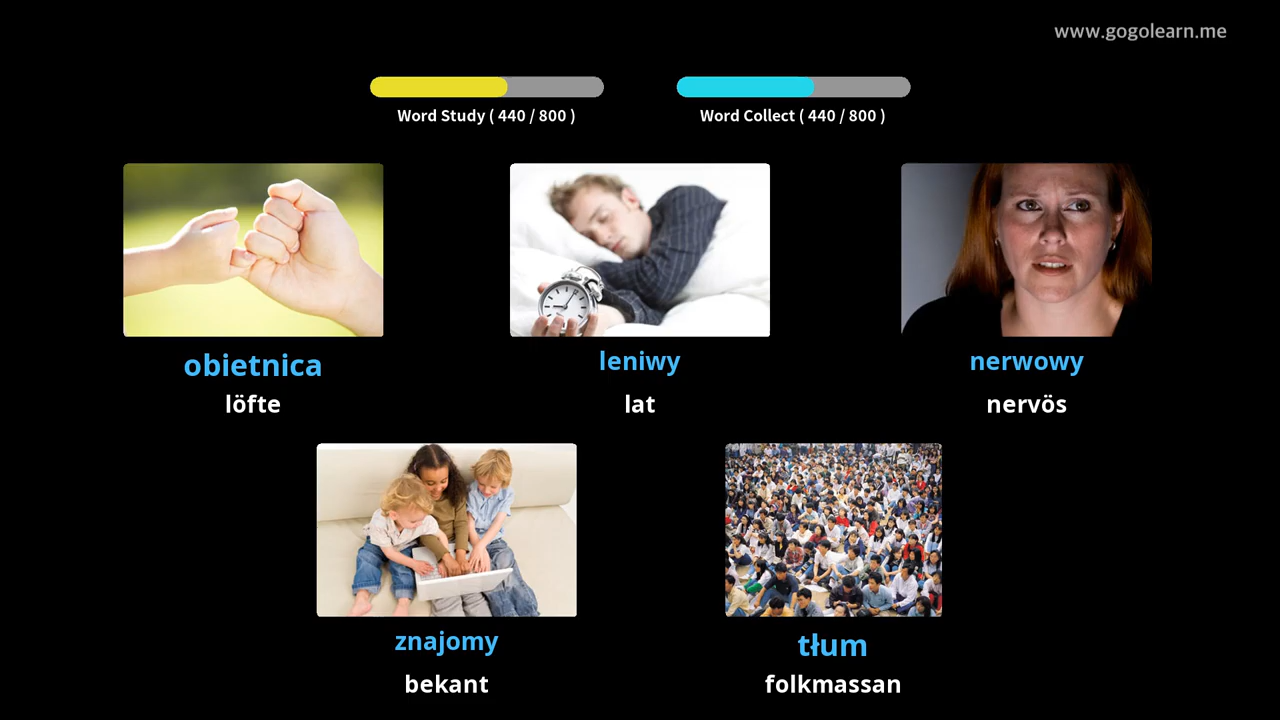 www.gogolearn.me
Word Study ( 440 / 800 )
Word Collect ( 440 / 800 )
obietnica
löfte
leniwy
lat
nerwowy
nervös
znajomy
bekant
tłum
folkmassan